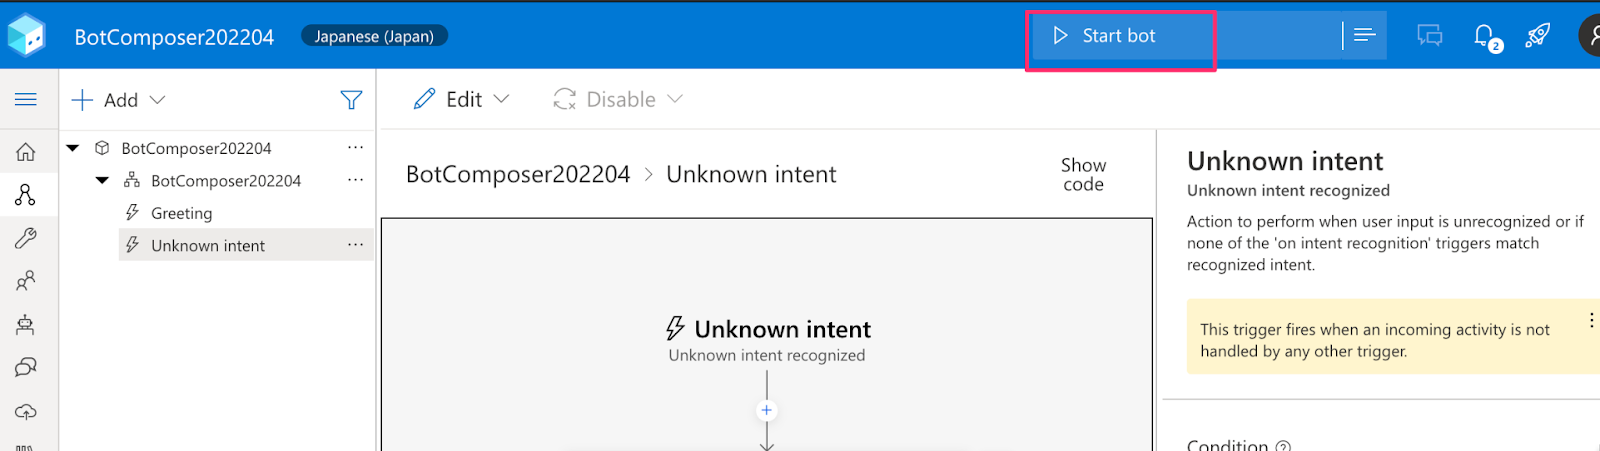 BotComposer202204
Japanese (Japan)
Start bot
2
Add
Edit
Disable
BotComposer202204
BotComposer202204
Greeting
Unknown intent
BotComposer202204 > Unknown intent
Show
code
Unknown intent
Unknown intent recognized
Unknown intent
Unknown intent recognized
Action to perform when user input is unrecognized or if
none of the 'on intent recognition' triggers match
recognized intent.
This trigger fires when an incoming activity is not
handled by any other trigger.
Condition